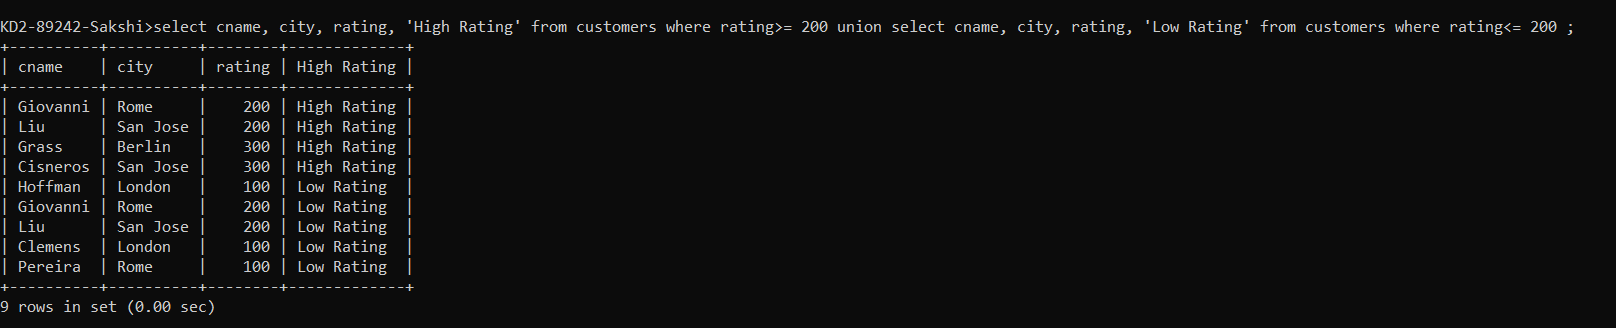 KD2-89242-Sakshi>select cname, city, rating, 'High Rating' from customers where rating>= 200 union select cname, city, rating, 'Low Rating' from customers where rating<= 200 ;
+----------+----------+--------+-------------+
| cname    | city     | rating | High Rating |
+----------+----------+--------+-------------+
| Giovanni | Rome     |    200 | High Rating |
| Liu      | San Jose |    200 | High Rating |
| Grass    | Berlin   |    300 | High Rating |
| Cisneros | San Jose |    300 | High Rating |
| Hoffman  | London   |    100 | Low Rating  |
| Giovanni | Rome     |    200 | Low Rating  |
| Liu      | San Jose |    200 | Low Rating  |
| Clemens  | London   |    100 | Low Rating  |
| Pereira  | Rome     |    100 | Low Rating  |
+----------+----------+--------+-------------+
9 rows in set (0.00 sec)